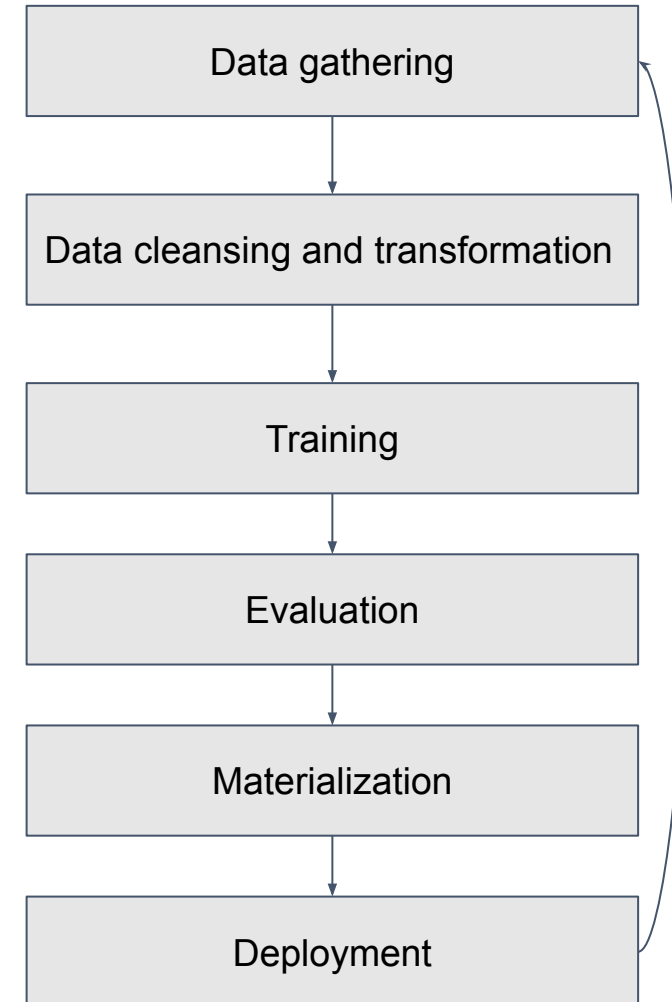 Data gathering
Data cleansing and transformation
Training
Evaluation
Materialization
Deployment